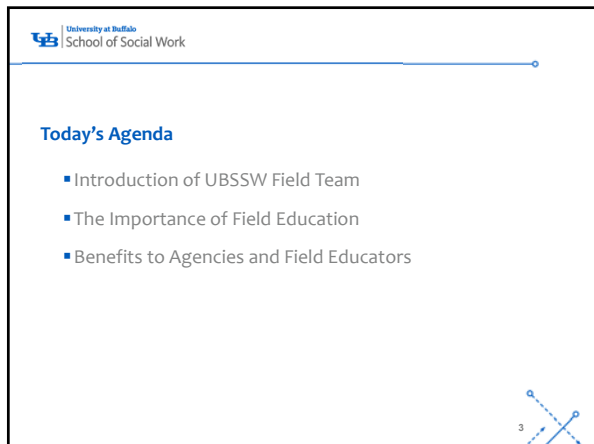 University at Buffalo
UB School of Social Work
Today's Agenda
▪Introduction of UBSSW Field Team
▪The Importance of Field Education
▪Benefits to Agencies and Field Educators
3